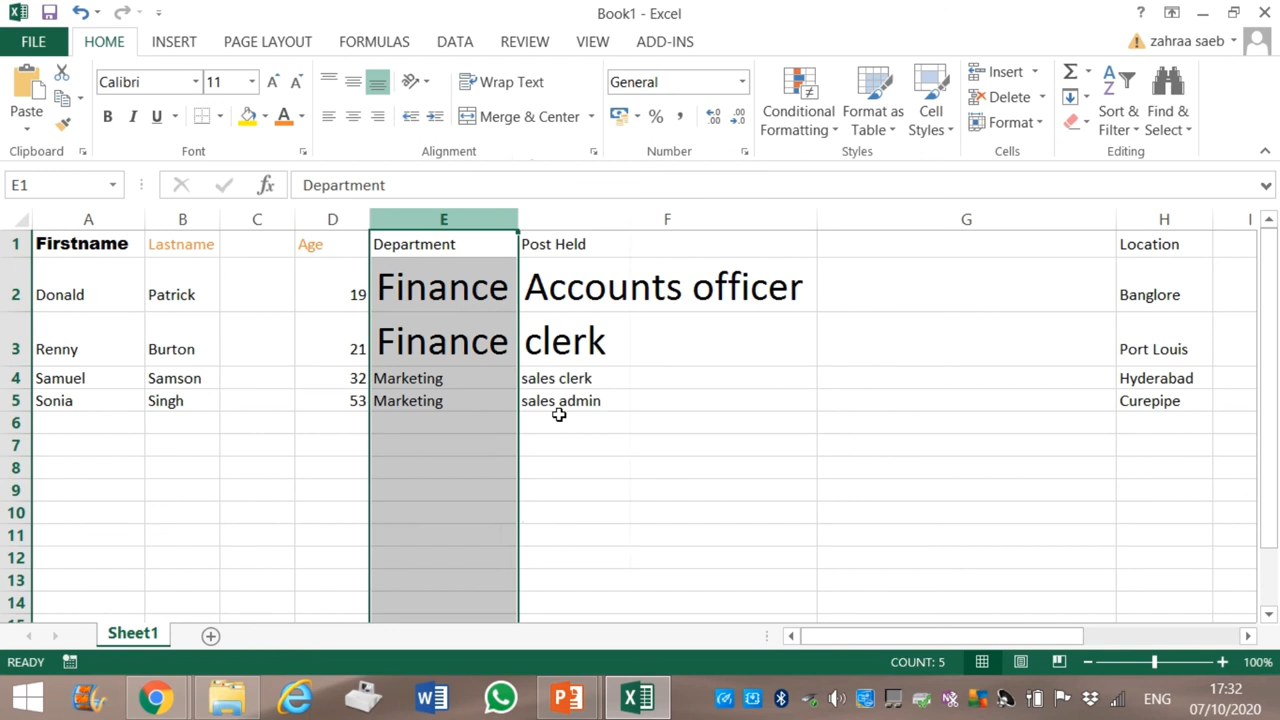 Book1 - Excel
?
FILE HOME INSERT PAGE LAYOUT FORMULAS DATA REVIEW VIEW ADD-INS zahraa saeb
Paste
Calibri 11
B I U
Wrap Text
Merge & Center
General
%
Conditional Formatting
Format as Table
Cell Styles
Insert
Delete
Format
Sort & Filter
Find & Select
Clipboard Font Alignment Number Styles Cells Editing
E1 fx Department
A B C D E F G H I
1 Firstname Lastname Age Department Post Held Location
2 Donald Patrick 19 Finance Accounts officer Banglore
3 Renny Burton 21 Finance clerk Port Louis
4 Samuel Samson 32 Marketing sales clerk Hyderabad
5 Sonia Singh 53 Marketing sales admin Curepipe
6
7
8
9
10
11
12
13
14
15
Sheet1
READY COUNT: 5 100%
ENG 17:32
07/10/2020